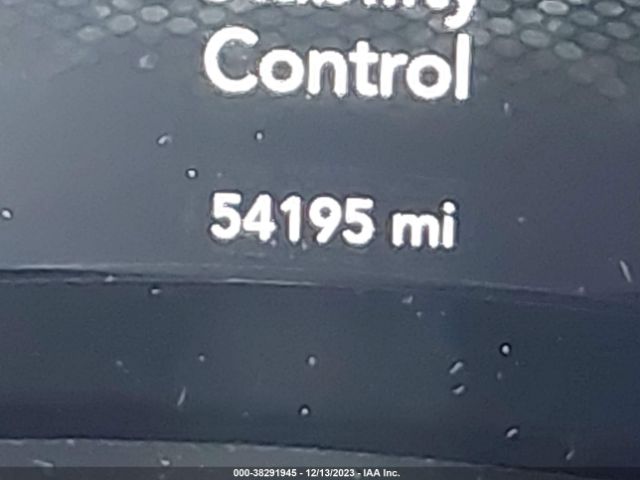 Control
54195 mi
000-38291945 - 12/13/2023 - IAA Inc.